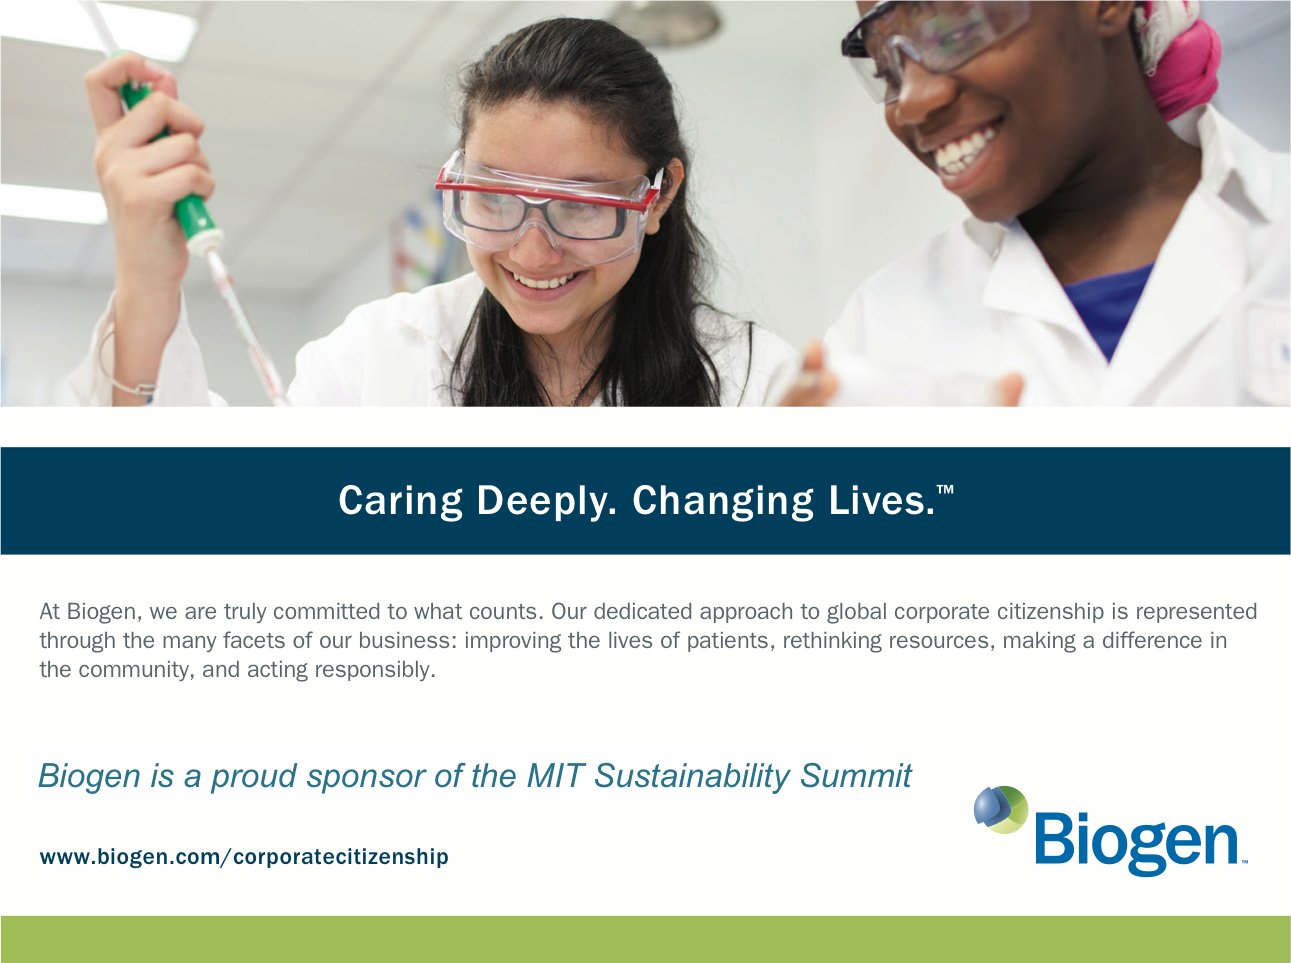 Caring Deeply. Changing Lives.™
At Biogen, we are truly committed to what counts. Our dedicated approach to global corporate citizenship is represented
through the many facets of our business: improving the lives of patients, rethinking resources, making a difference in
the community, and acting responsibly.
Biogen is a proud sponsor of the MIT Sustainability Summit
www.biogen.com/corporatecitizenship
Biogen™